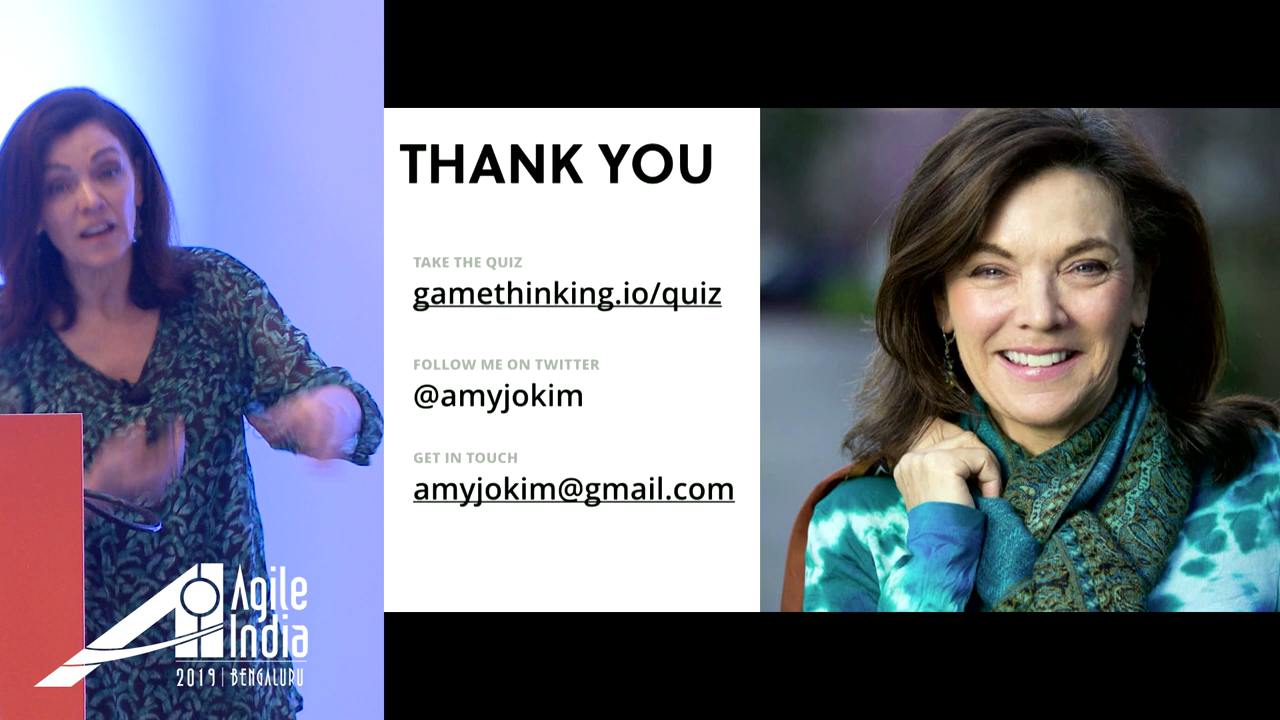 THANK YOU
TAKE THE QUIZ
gamethinking.io/quiz
FOLLOW ME ON TWITTER
@amyjokim
GET IN TOUCH
amyjokim@gmail.com
Agile
India
2019 | BENGALURU